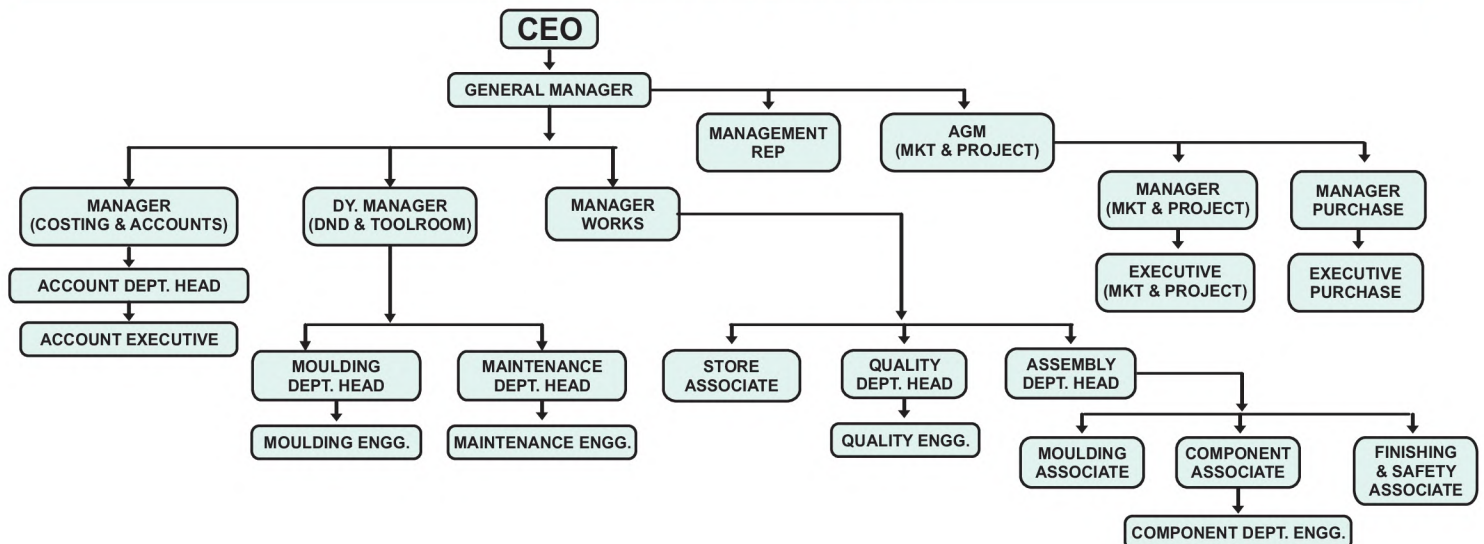 CEO
GENERAL MANAGER
MANAGEMENT
REP
AGM
(MKT & PROJECT)
MANAGER
(COSTING & ACCOUNTS)
DY. MANAGER
(DND & TOOLROOM)
MANAGER
WORKS
MANAGER
(MKT & PROJECT)
MANAGER
PURCHASE
ACCOUNT DEPT. HEAD
EXECUTIVE
(MKT & PROJECT)
EXECUTIVE
PURCHASE
ACCOUNT EXECUTIVE
MOULDING
DEPT. HEAD
MAINTENANCE
DEPT. HEAD
STORE
ASSOCIATE
QUALITY
DEPT. HEAD
ASSEMBLY
DEPT. HEAD
MOULDING ENGG.
MAINTENANCE ENGG.
QUALITY ENGG.
MOULDING
ASSOCIATE
COMPONENT
ASSOCIATE
FINISHING
& SAFETY
ASSOCIATE
COMPONENT DEPT. ENGG.